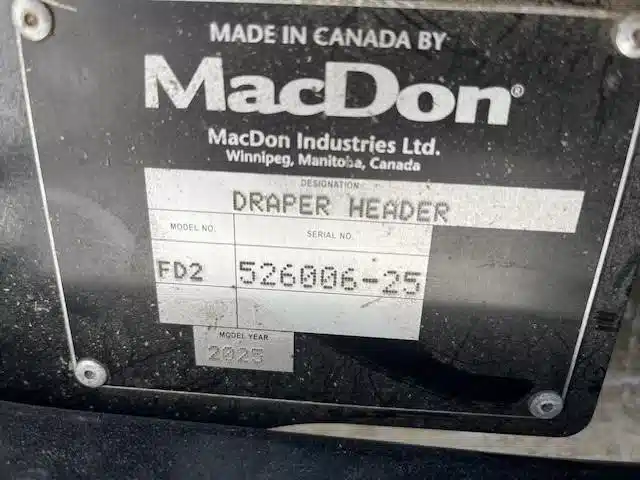 MADE IN CANADA BY
MacDon®
MacDon Industries Ltd.
Winnipeg, Manitoba, Canada
DESIGNATION
DRAPER HEADER
MODEL NO. SERIAL NO.
FD2 526006-25
MODEL YEAR
2025